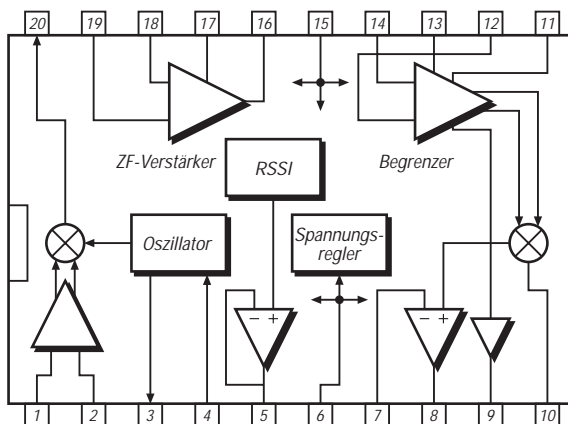 20 19 18 17 16 15 14 13 12 11
ZF-Verstärker
Begrenzer
RSSI
Oszillator
Spannungs-
regler
− +
− +
1 2 3 4 5 6 7 8 9 10